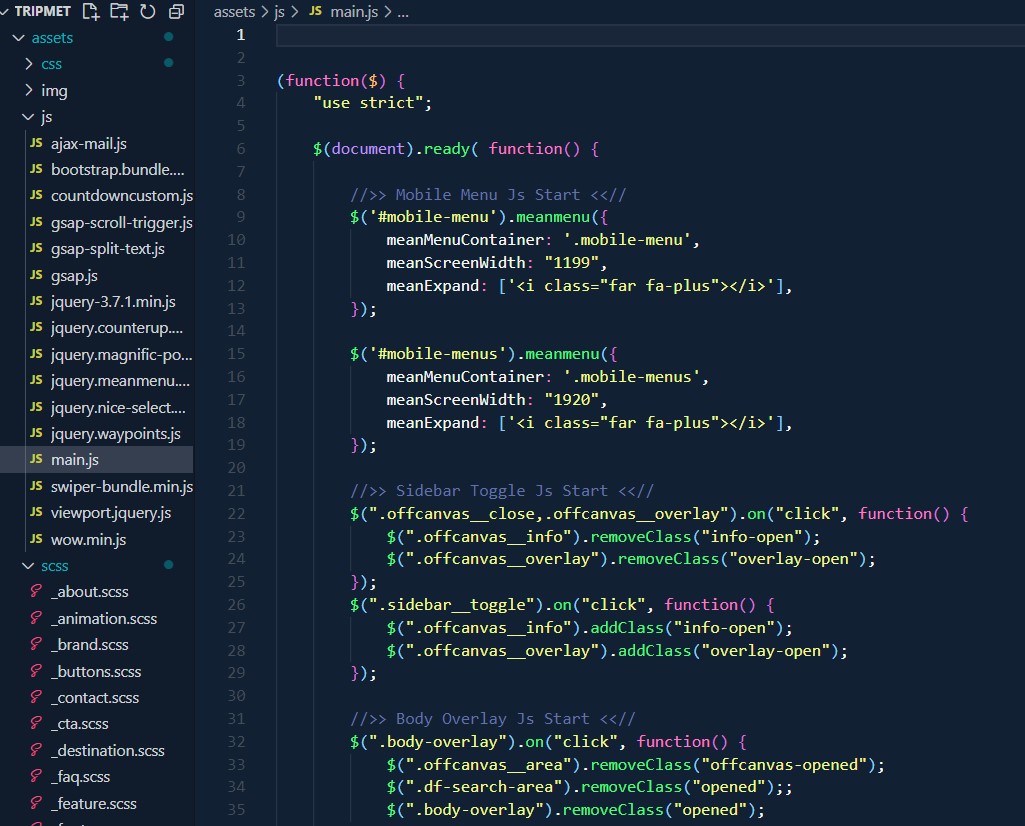 TRIPMET
assets
css
img
js
JS ajax-mail.js
JS bootstrap.bundle....
JS countdowncustom.js
JS gsap-scroll-trigger.js
JS gsap-split-text.js
JS gsap.js
JS jquery-3.7.1.min.js
JS jquery.counterup....
JS jquery.magnific-po...
JS jquery.meanmenu....
JS jquery.nice-select....
JS jquery.waypoints.js
JS main.js
JS swiper-bundle.min.js
JS viewport.jquery.js
JS wow.min.js
scss
_about.scss
_animation.scss
_brand.scss
_buttons.scss
_contact.scss
_cta.scss
_destination.scss
_faq.scss
_feature.scss
assets > js > JS main.js > ...
1
2
3 (function($) {
4     "use strict";
5
6     $(document).ready( function() {
7
8         //>> Mobile Menu Js Start <<//
9         $('#mobile-menu').meanmenu({
10             meanMenuContainer: '.mobile-menu',
11             meanScreenWidth: "1199",
12             meanExpand: ['<i class="far fa-plus"></i>'],
13         });
14
15         $('#mobile-menus').meanmenu({
16             meanMenuContainer: '.mobile-menus',
17             meanScreenWidth: "1920",
18             meanExpand: ['<i class="far fa-plus"></i>'],
19         });
20
21         //>> Sidebar Toggle Js Start <<//
22         $(".offcanvas__close,.offcanvas__overlay").on("click", function() {
23             $(".offcanvas__info").removeClass("info-open");
24             $(".offcanvas__overlay").removeClass("overlay-open");
25         });
26         $(".sidebar__toggle").on("click", function() {
27             $(".offcanvas__info").addClass("info-open");
28             $(".offcanvas__overlay").addClass("overlay-open");
29         });
30
31         //>> Body Overlay Js Start <<//
32         $(".body-overlay").on("click", function() {
33             $(".offcanvas__area").removeClass("offcanvas-opened");
34             $(".df-search-area").removeClass("opened");;
35             $(".body-overlay").removeClass("opened");